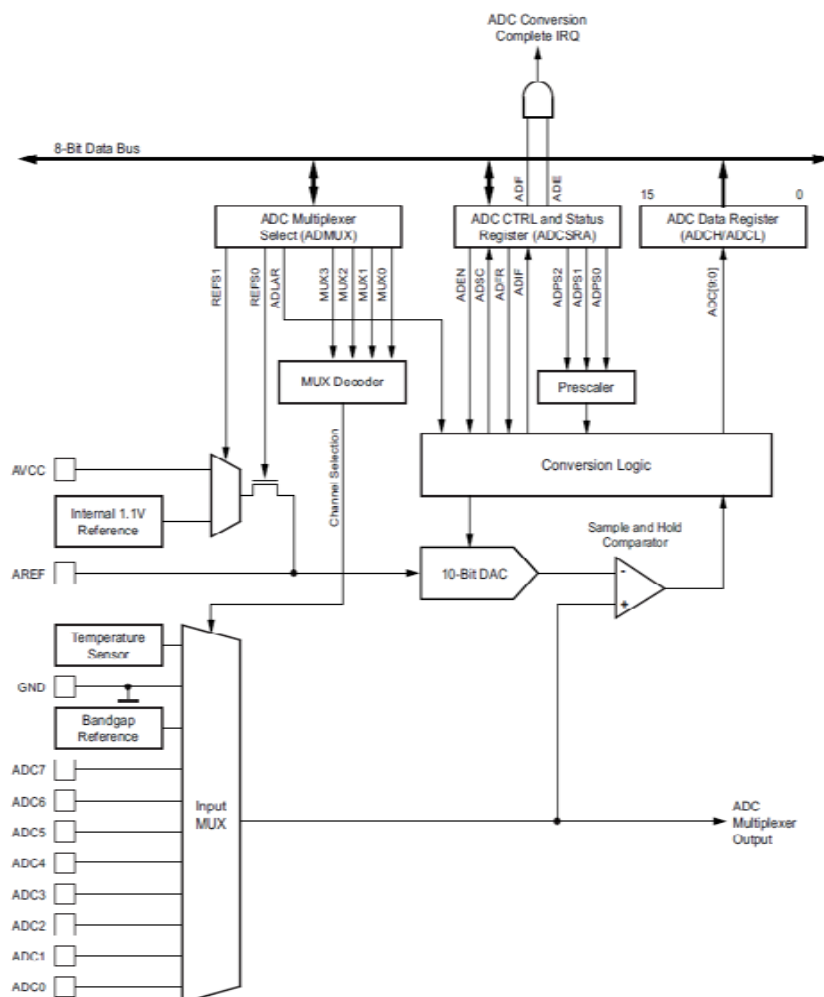 ADC Conversion
Complete IRQ
8-Bit Data Bus
ADIF
ADIE
15
0
ADC Multiplexer
Select (ADMUX)
ADC CTRL and Status
Register (ADCSRA)
ADC Data Register
(ADCH/ADCL)
REFS1
REFS0
ADLAR
MUX3
MUX2
MUX1
MUX0
ADEN
ADSC
ADFR
ADIF
ADPS2
ADPS1
ADPS0
ADC[9:0]
MUX Decoder
Prescaler
Channel Selection
Conversion Logic
AVCC
Internal 1.1V
Reference
AREF
Sample and Hold
Comparator
10-Bit DAC
-
+
Temperature
Sensor
GND
Bandgap
Reference
ADC7
ADC6
ADC5
ADC4
ADC3
ADC2
ADC1
ADC0
Input
MUX
ADC
Multiplexer
Output